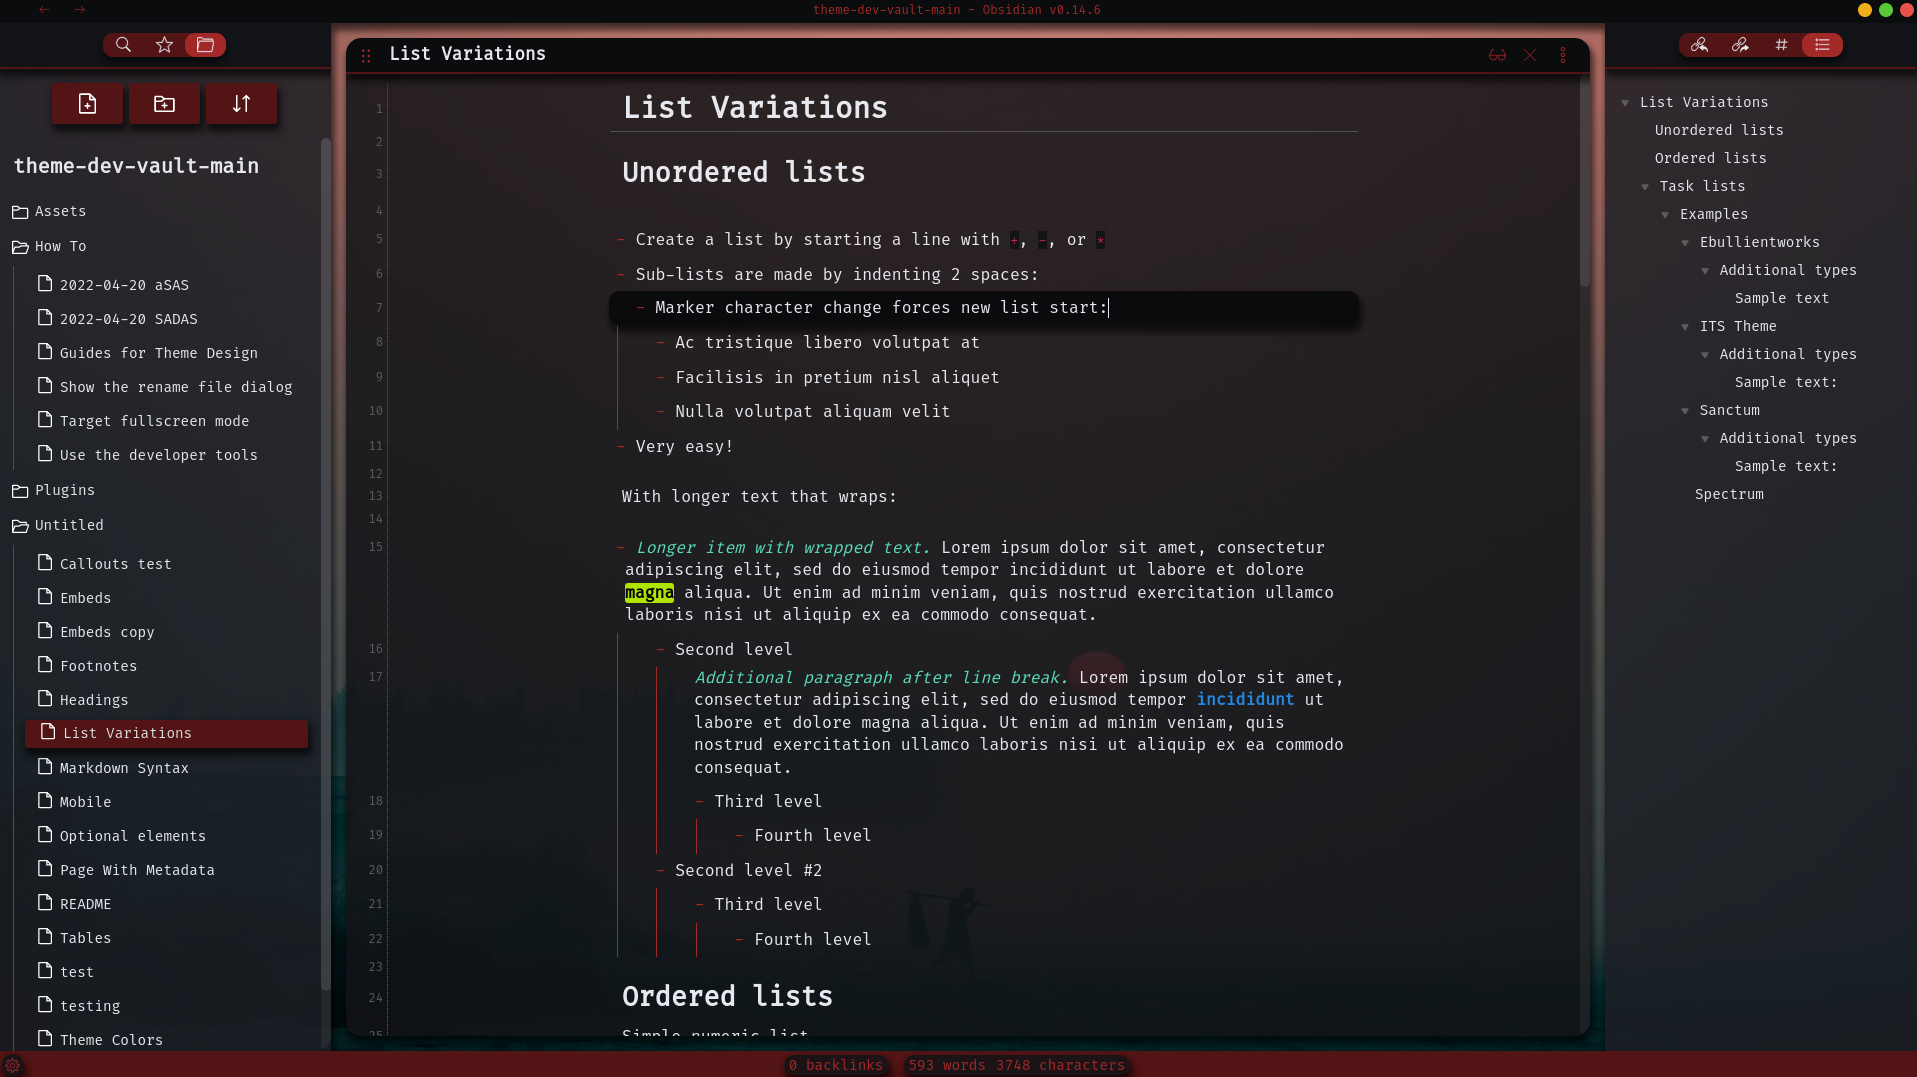 theme-dev-vault-main - Obsidian v0.14.6
theme-dev-vault-main
Assets
How To
2022-04-20 aSAS
2022-04-20 SADAS
Guides for Theme Design
Show the rename file dialog
Target fullscreen mode
Use the developer tools
Plugins
Untitled
Callouts test
Embeds
Embeds copy
Footnotes
Headings
List Variations
Markdown Syntax
Mobile
Optional elements
Page With Metadata
README
Tables
test
testing
Theme Colors
List Variations
1 List Variations
2
3 Unordered lists
4
5 - Create a list by starting a line with +, -, or *
6 - Sub-lists are made by indenting 2 spaces:
7 - Marker character change forces new list start:
8 - Ac tristique libero volutpat at
9 - Facilisis in pretium nisl aliquet
10 - Nulla volutpat aliquam velit
11 - Very easy!
12
13 With longer text that wraps:
14
15 - Longer item with wrapped text. Lorem ipsum dolor sit amet, consectetur
adipiscing elit, sed do eiusmod tempor incididunt ut labore et dolore
magna aliqua. Ut enim ad minim veniam, quis nostrud exercitation ullamco
laboris nisi ut aliquip ex ea commodo consequat.
16 - Second level
17 Additional paragraph after line break. Lorem ipsum dolor sit amet,
consectetur adipiscing elit, sed do eiusmod tempor incididunt ut
labore et dolore magna aliqua. Ut enim ad minim veniam, quis
nostrud exercitation ullamco laboris nisi ut aliquip ex ea commodo
consequat.
18 - Third level
19 - Fourth level
20 - Second level #2
21 - Third level
22 - Fourth level
23
24 Ordered lists
25 Simple numeric list
List Variations
Unordered lists
Ordered lists
Task lists
Examples
Ebullientworks
Additional types
Sample text
ITS Theme
Additional types
Sample text:
Sanctum
Additional types
Sample text:
Spectrum
0 backlinks
593 words 3748 characters